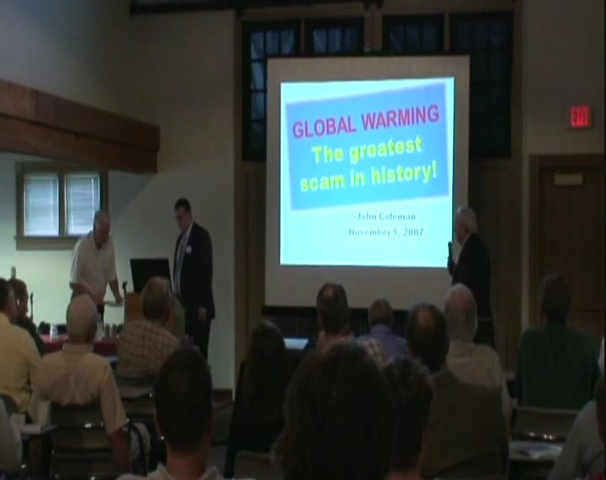 GLOBAL WARMING
The greatest
scam in history!
John Coleman
November 5, 2007
EXIT